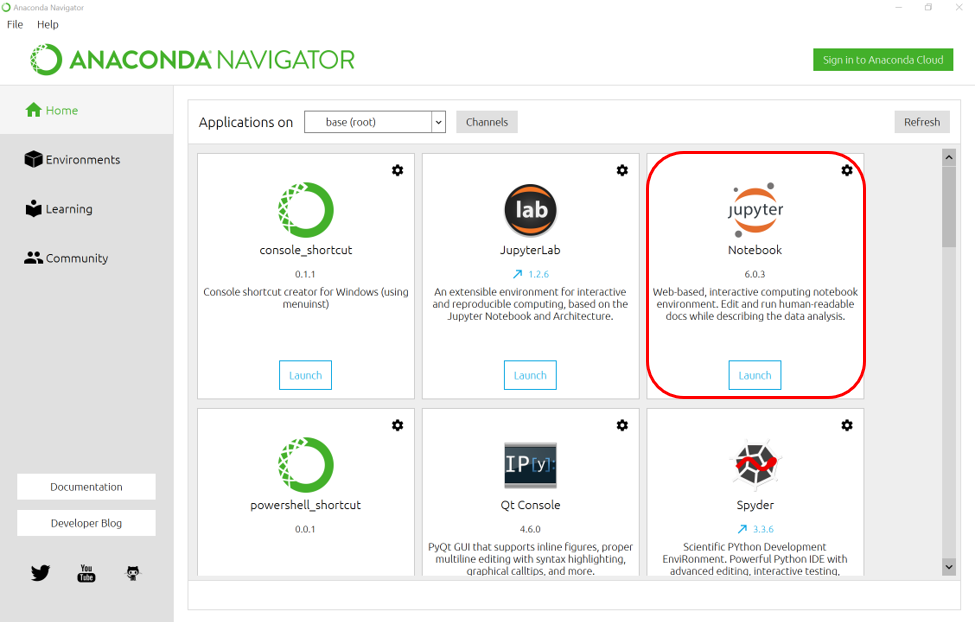 Anaconda Navigator
File Help
ANACONDA NAVIGATOR
Sign in to Anaconda Cloud
Home
Environments
Learning
Community
Documentation
Developer Blog
You
Tube
Applications on
base (root)
Channels
Refresh
console_shortcut
0.1.1
Console shortcut creator for Windows (using
menuinst)
Launch
lab
JupyterLab
1.2.6
An extensible environment for interactive
and reproducible computing, based on the
Jupyter Notebook and Architecture.
Launch
jupyter
Notebook
6.0.3
Web-based, interactive computing notebook
environment. Edit and run human-readable
docs while describing the data analysis.
Launch
powershell_shortcut
0.0.1
IP[y]:
Qt Console
4.6.0
PyQt GUI that supports inline figures, proper
multiline editing with syntax highlighting,
graphical calltips, and more.
Spyder
3.3.6
Scientific PYthon Development
EnviRonment. Powerful Python IDE with
advanced editing, interactive testing,